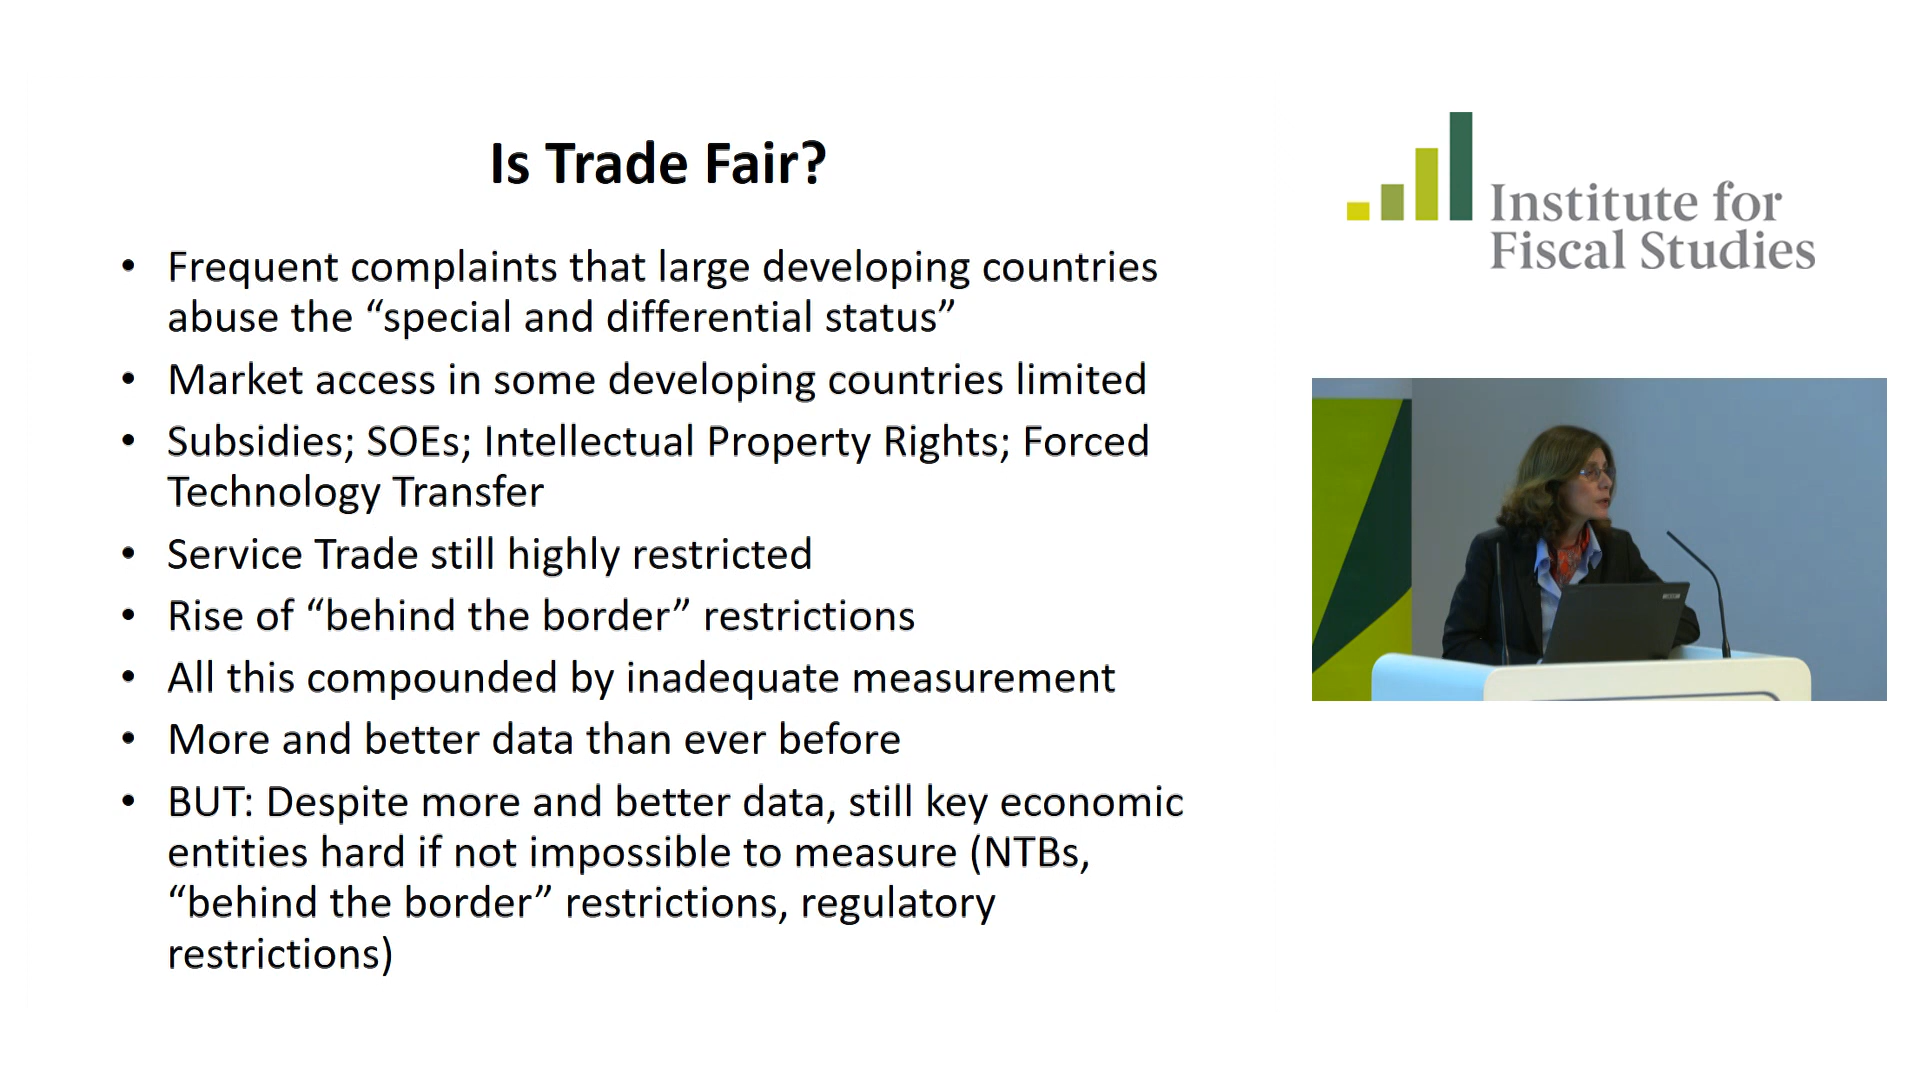 Is Trade Fair?
• Frequent complaints that large developing countries
abuse the “special and differential status”
• Market access in some developing countries limited
• Subsidies; SOEs; Intellectual Property Rights; Forced
Technology Transfer
• Service Trade still highly restricted
• Rise of “behind the border” restrictions
• All this compounded by inadequate measurement
• More and better data than ever before
• BUT: Despite more and better data, still key economic
entities hard if not impossible to measure (NTBs,
“behind the border” restrictions, regulatory
restrictions)
Institute for
Fiscal Studies